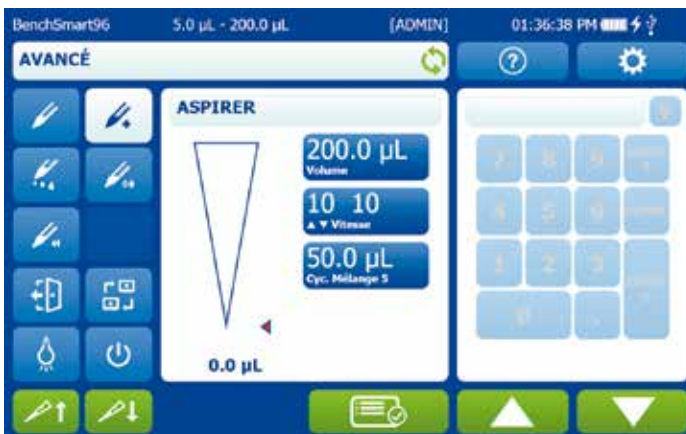 BenchSmart96 5.0 µL - 200.0 µL [ADMIN] 01:36:38 PM
AVANCÉ
?
ASPIRER
200.0 µL
Volume
10 10
▲ ▼ Vitesse
50.0 µL
Cyc. Mélange 5
0.0 µL
7 8 9
4 5 6
1 2 3
0 .